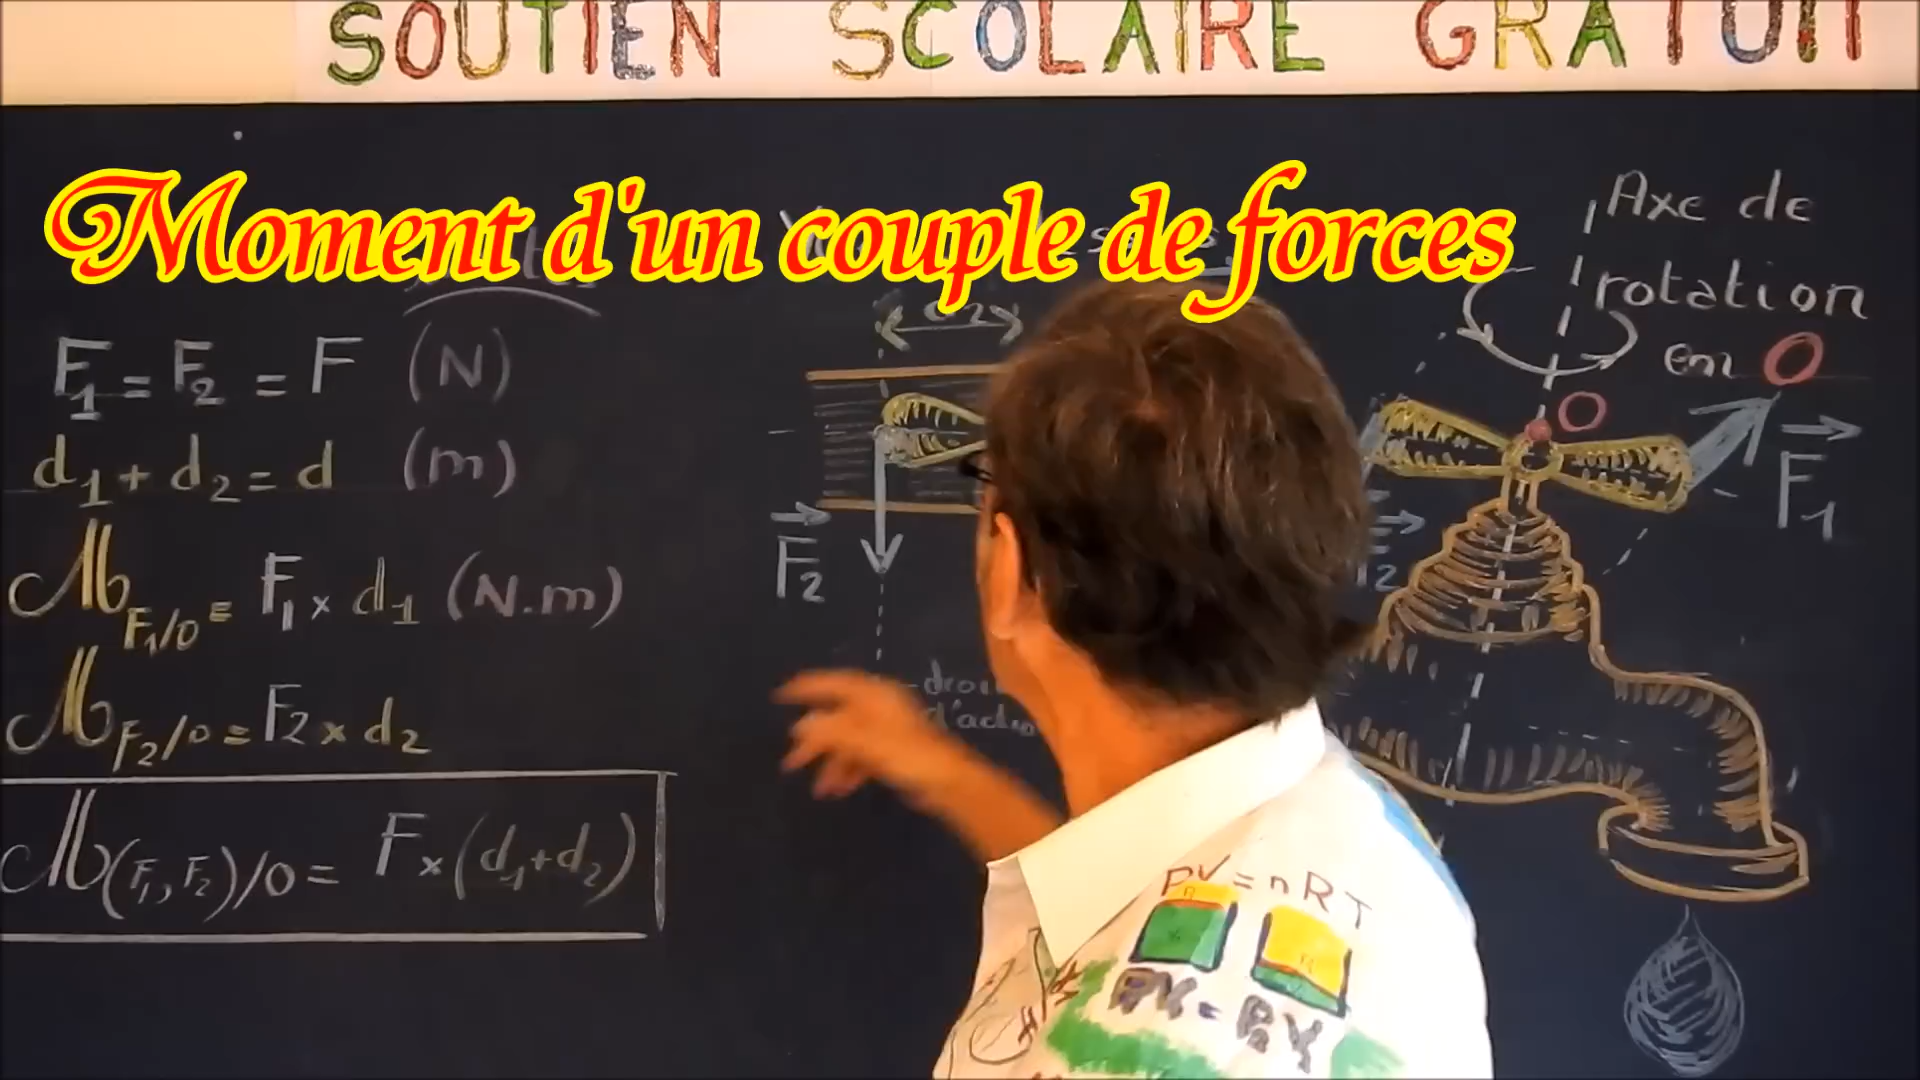 SOUTIEN SCOLAIRE GRATUIT
Moment d'un couple de forces
F₁ = F₂ = F (N)
d₁ + d₂ = d (m)
ℳ F₁/O = F₁ × d₁ (N.m)
ℳ F₂/O = F₂ × d₂
ℳ(F₁, F₂)/O = F × (d₁+d₂)
d₂
F₂
Axe de
rotation
en O
O
F₁
PV = nRT